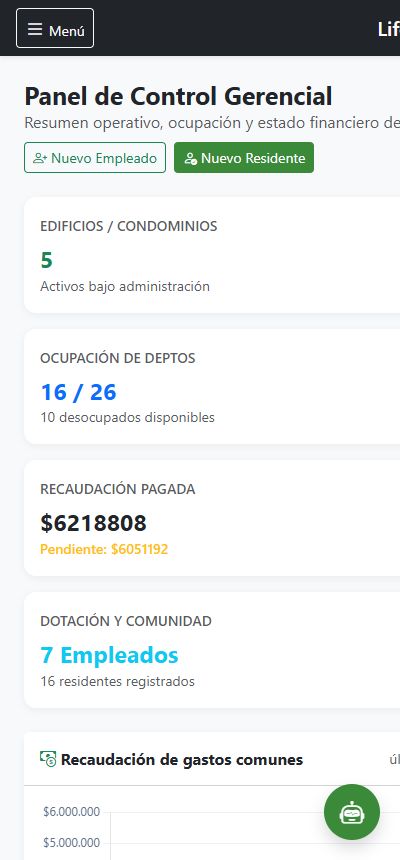 Menú
Lif
Panel de Control Gerencial
Resumen operativo, ocupación y estado financiero de
Nuevo Empleado
Nuevo Residente
EDIFICIOS / CONDOMINIOS
5
Activos bajo administración
OCUPACIÓN DE DEPTOS
16 / 26
10 desocupados disponibles
RECAUDACIÓN PAGADA
$6218808
Pendiente: $6051192
DOTACIÓN Y COMUNIDAD
7 Empleados
16 residentes registrados
Recaudación de gastos comunes
úl
$6.000.000
$5.000.000